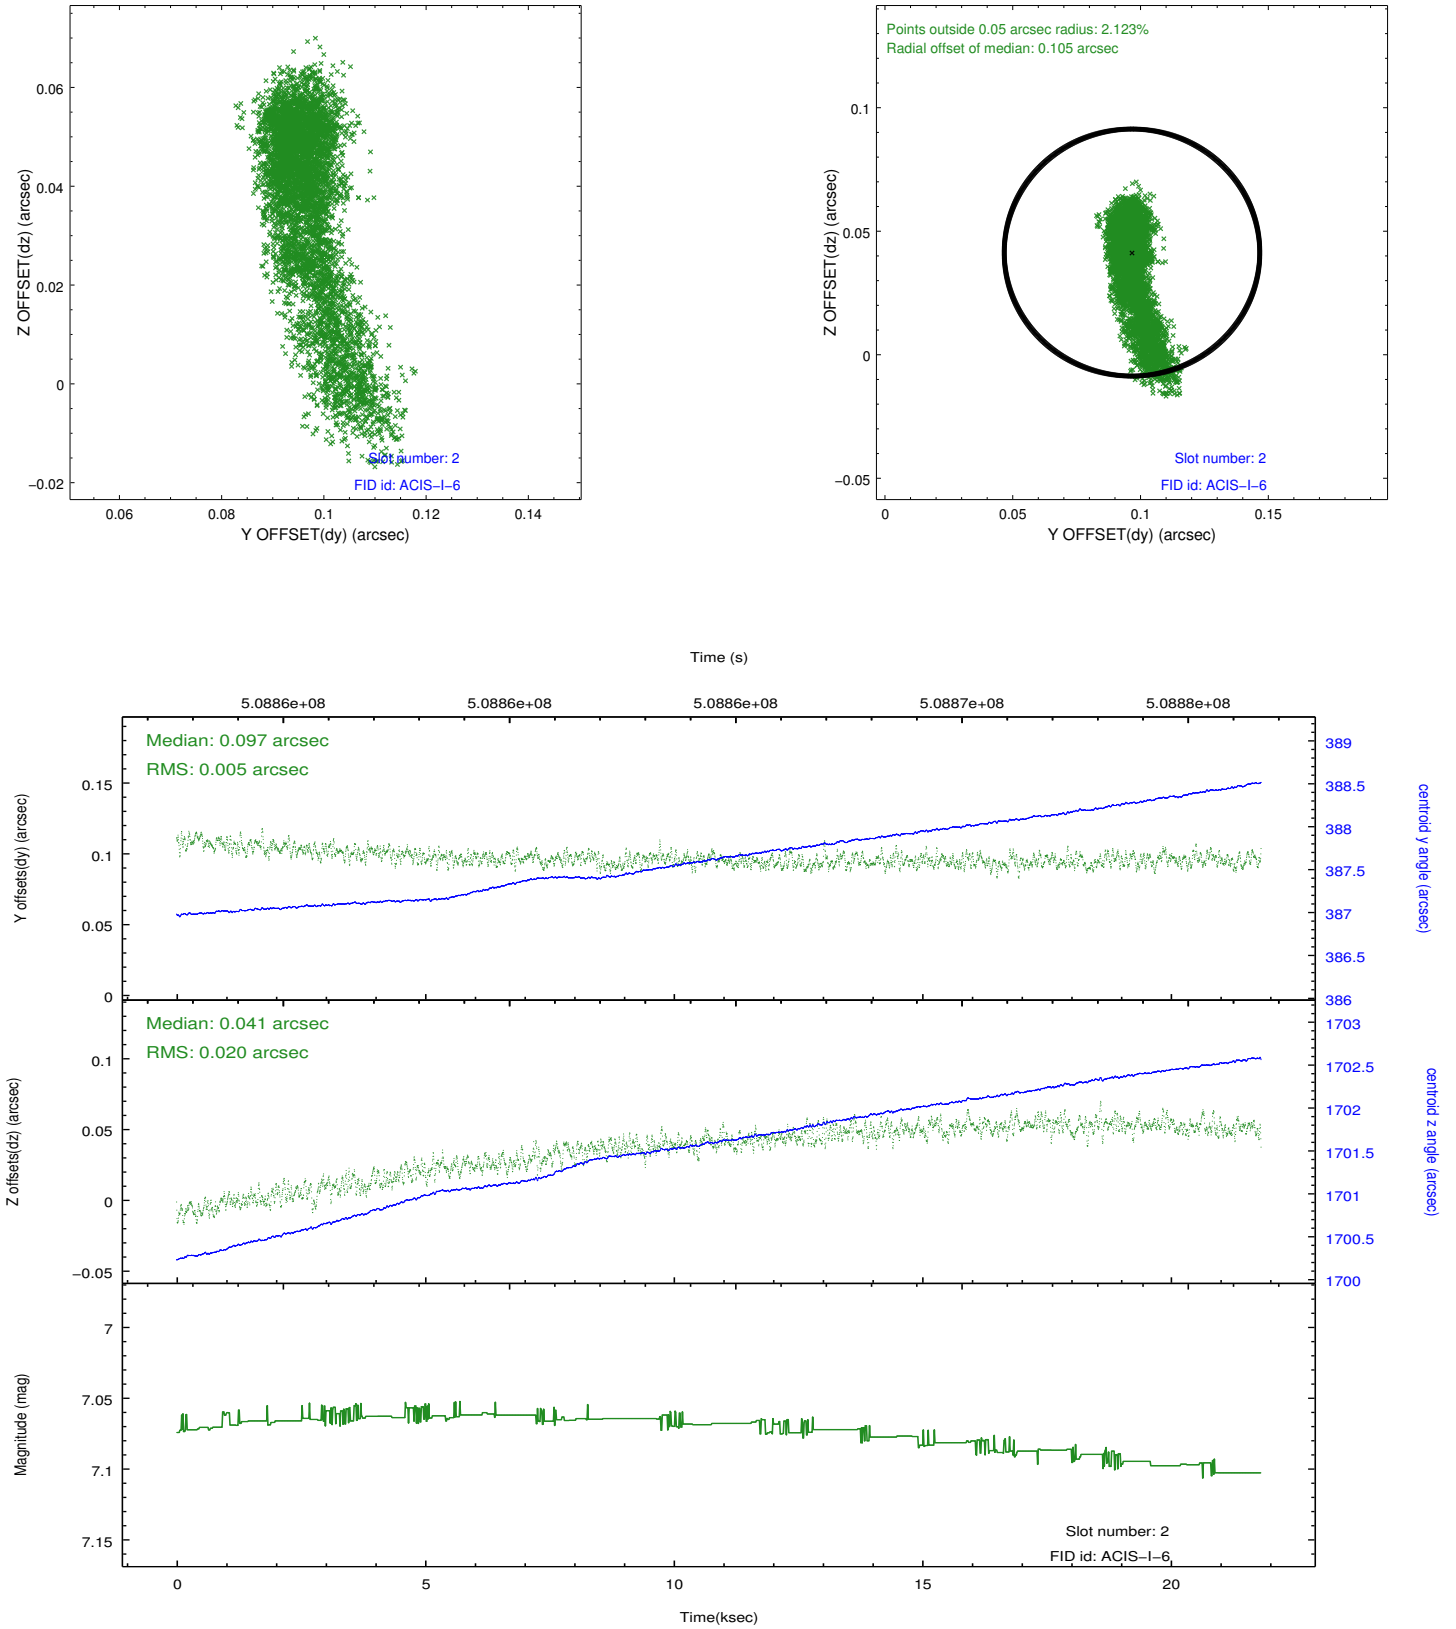 0.06
0.04
0.02
0
−0.02
Z OFFSET(dz) (arcsec)
Slot number: 2
FID id: ACIS−I−6
0.06
0.08
0.1
0.12
0.14
Y OFFSET(dy) (arcsec)
Points outside 0.05 arcsec radius: 2.123%
Radial offset of median: 0.105 arcsec
0.1
0.05
0
−0.05
Z OFFSET(dz) (arcsec)
Slot number: 2
FID id: ACIS−I−6
0
0.05
0.1
0.15
Y OFFSET(dy) (arcsec)
Time (s)
5.0886e+08
5.0886e+08
5.0886e+08
5.0887e+08
5.0888e+08
Median: 0.097 arcsec
RMS: 0.005 arcsec
0.15
0.1
0.05
0
Y offsets(dy) (arcsec)
389
388.5
388
387.5
387
386.5
386
centroid y angle (arcsec)
Median: 0.041 arcsec
RMS: 0.020 arcsec
0.1
0.05
0
−0.05
Z offsets(dz) (arcsec)
1703
1702.5
1702
1701.5
1701
1700.5
1700
centroid z angle (arcsec)
7
7.05
7.1
7.15
Magnitude (mag)
Slot number: 2
FID id: ACIS−I−6
0
5
10
15
20
Time(ksec)